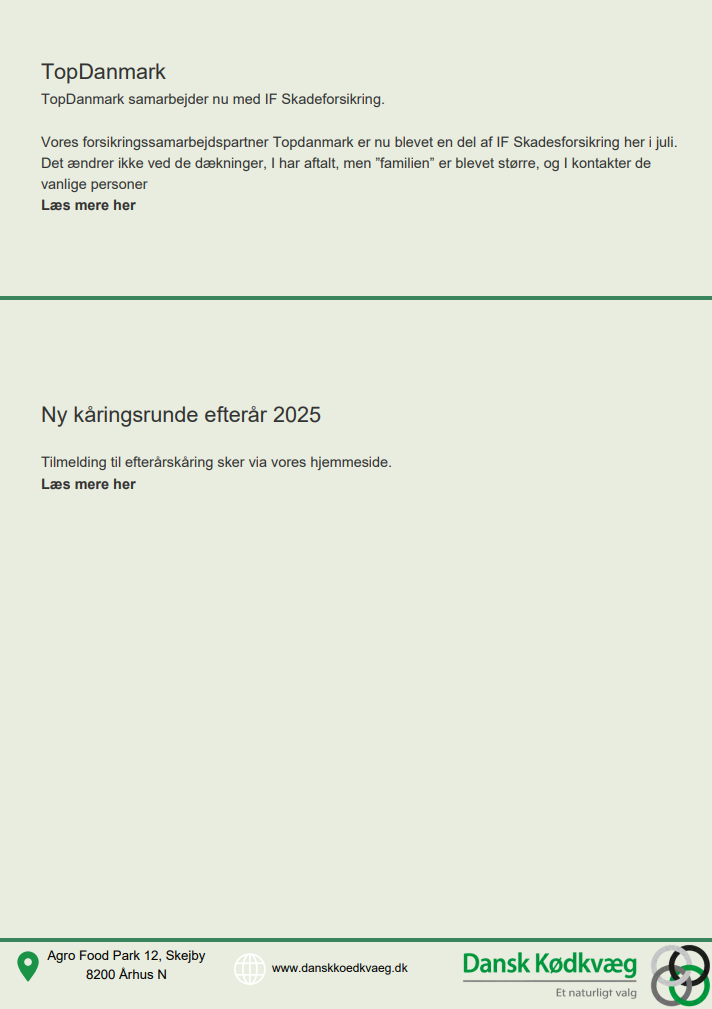 TopDanmark
TopDanmark samarbejder nu med IF Skadeforsikring.
Vores forsikringssamarbejdspartner Topdanmark er nu blevet en del af IF Skadesforsikring her i juli.
Det ændrer ikke ved de dækninger, I har aftalt, men ”familien” er blevet større, og I kontakter de
vanlige personer
Læs mere her
Ny kåringsrunde efterår 2025
Tilmelding til efterårskåring sker via vores hjemmeside.
Læs mere her
Agro Food Park 12, Skejby
8200 Århus N
www.danskkoedkvaeg.dk
Dansk Kødkvæg
Et naturligt valg